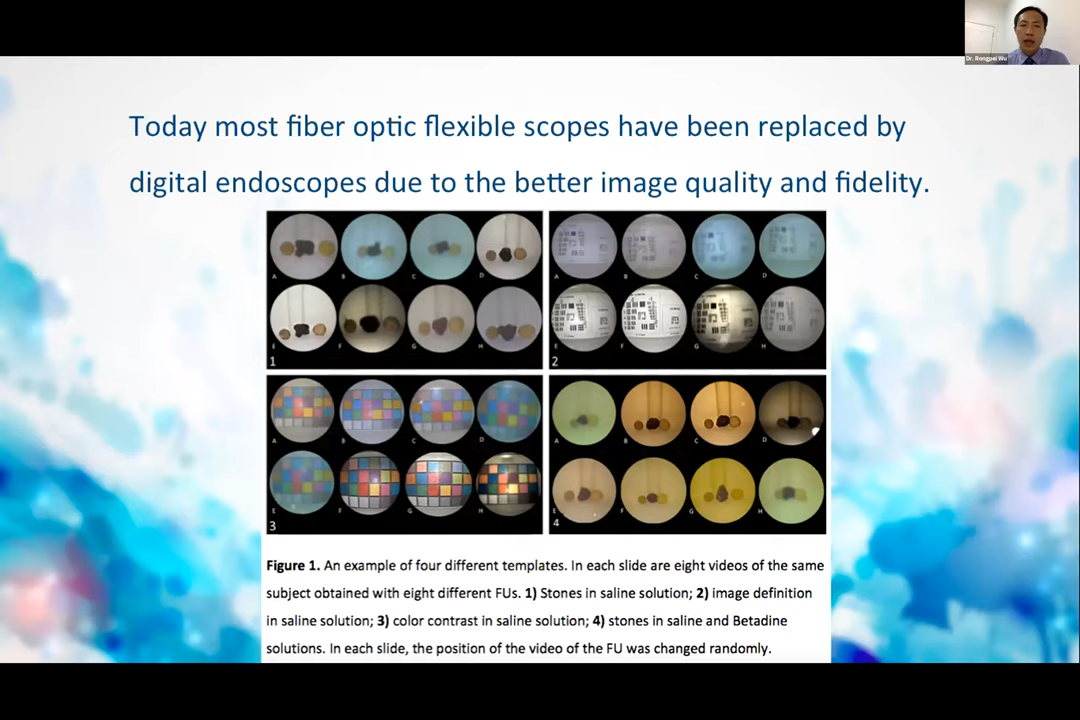 Dr. Rongpei Wu
Today most fiber optic flexible scopes have been replaced by
digital endoscopes due to the better image quality and fidelity.
A B C D
E F G H
1
A B C D
E F G H
2
A B C D
E F G H
3
A B C D
E F G H
4
Figure 1. An example of four different templates. In each slide are eight videos of the same
subject obtained with eight different FUs. 1) Stones in saline solution; 2) image definition
in saline solution; 3) color contrast in saline solution; 4) stones in saline and Betadine
solutions. In each slide, the position of the video of the FU was changed randomly.